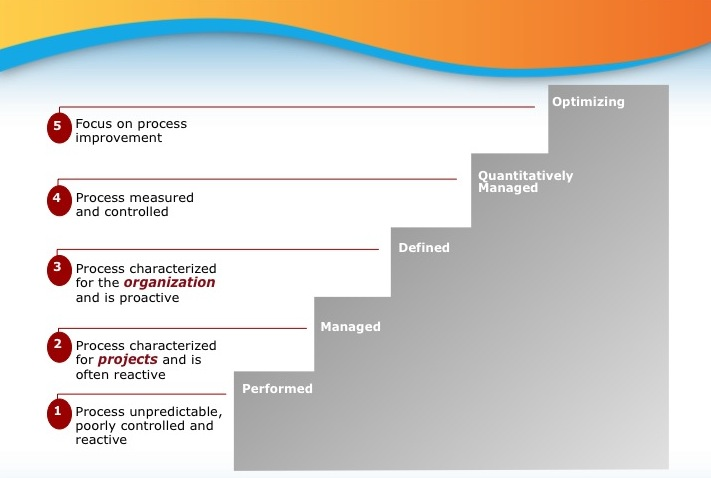 Optimizing
5
Focus on process
improvement
Quantitatively
Managed
4
Process measured
and controlled
Defined
3
Process characterized
for the organization
and is proactive
Managed
2
Process characterized
for projects and is
often reactive
Performed
1
Process unpredictable,
poorly controlled and
reactive